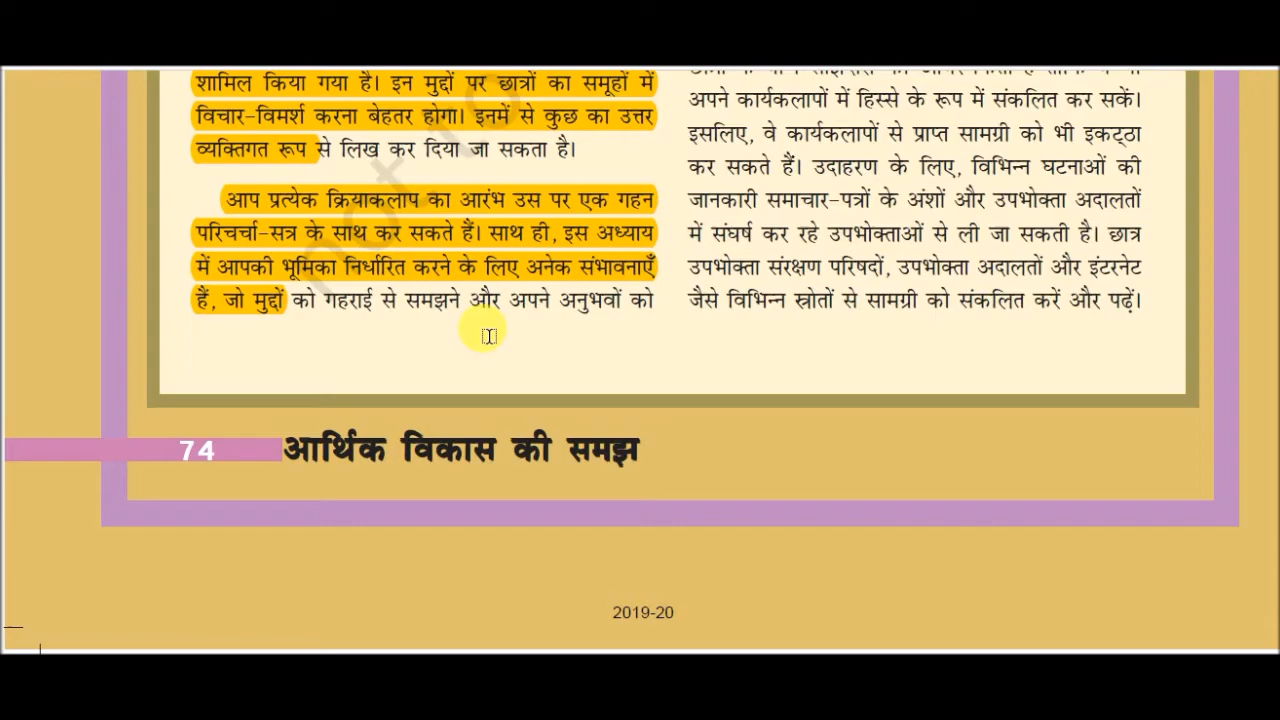 शामिल किया गया है। इन मुद्दों पर छात्रों का समूहों में
विचार-विमर्श करना बेहतर होगा। इनमें से कुछ का उत्तर
व्यक्तिगत रूप से लिख कर दिया जा सकता है।
आप प्रत्येक क्रियाकलाप का आरंभ उस पर एक गहन
परिचर्चा-सत्र के साथ कर सकते हैं। साथ ही, इस अध्याय
में आपकी भूमिका निर्धारित करने के लिए अनेक संभावनाएँ
हैं, जो मुद्दों को गहराई से समझने और अपने अनुभवों को
अपने कार्यकलापों में हिस्से के रूप में संकलित कर सकें।
इसलिए, वे कार्यकलापों से प्राप्त सामग्री को भी इकट्ठा
कर सकते हैं। उदाहरण के लिए, विभिन्न घटनाओं की
जानकारी समाचार-पत्रों के अंशों और उपभोक्ता अदालतों
में संघर्ष कर रहे उपभोक्ताओं से ली जा सकती है। छात्र
उपभोक्ता संरक्षण परिषदों, उपभोक्ता अदालतों और इंटरनेट
जैसे विभिन्न स्रोतों से सामग्री को संकलित करें और पढ़ें।
74 आर्थिक विकास की समझ
2019-20
not to